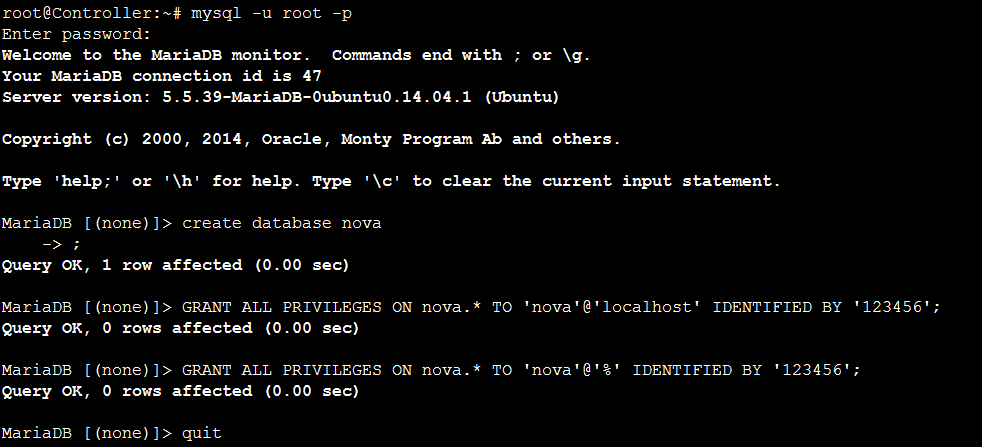 root@Controller:~# mysql -u root -p
Enter password:
Welcome to the MariaDB monitor.  Commands end with ; or \g.
Your MariaDB connection id is 47
Server version: 5.5.39-MariaDB-0ubuntu0.14.04.1 (Ubuntu)
Copyright (c) 2000, 2014, Oracle, Monty Program Ab and others.
Type 'help;' or '\h' for help. Type '\c' to clear the current input statement.
MariaDB [(none)]> create database nova
    -> ;
Query OK, 1 row affected (0.00 sec)
MariaDB [(none)]> GRANT ALL PRIVILEGES ON nova.* TO 'nova'@'localhost' IDENTIFIED BY '123456';
Query OK, 0 rows affected (0.00 sec)
MariaDB [(none)]> GRANT ALL PRIVILEGES ON nova.* TO 'nova'@'%' IDENTIFIED BY '123456';
Query OK, 0 rows affected (0.00 sec)
MariaDB [(none)]> quit